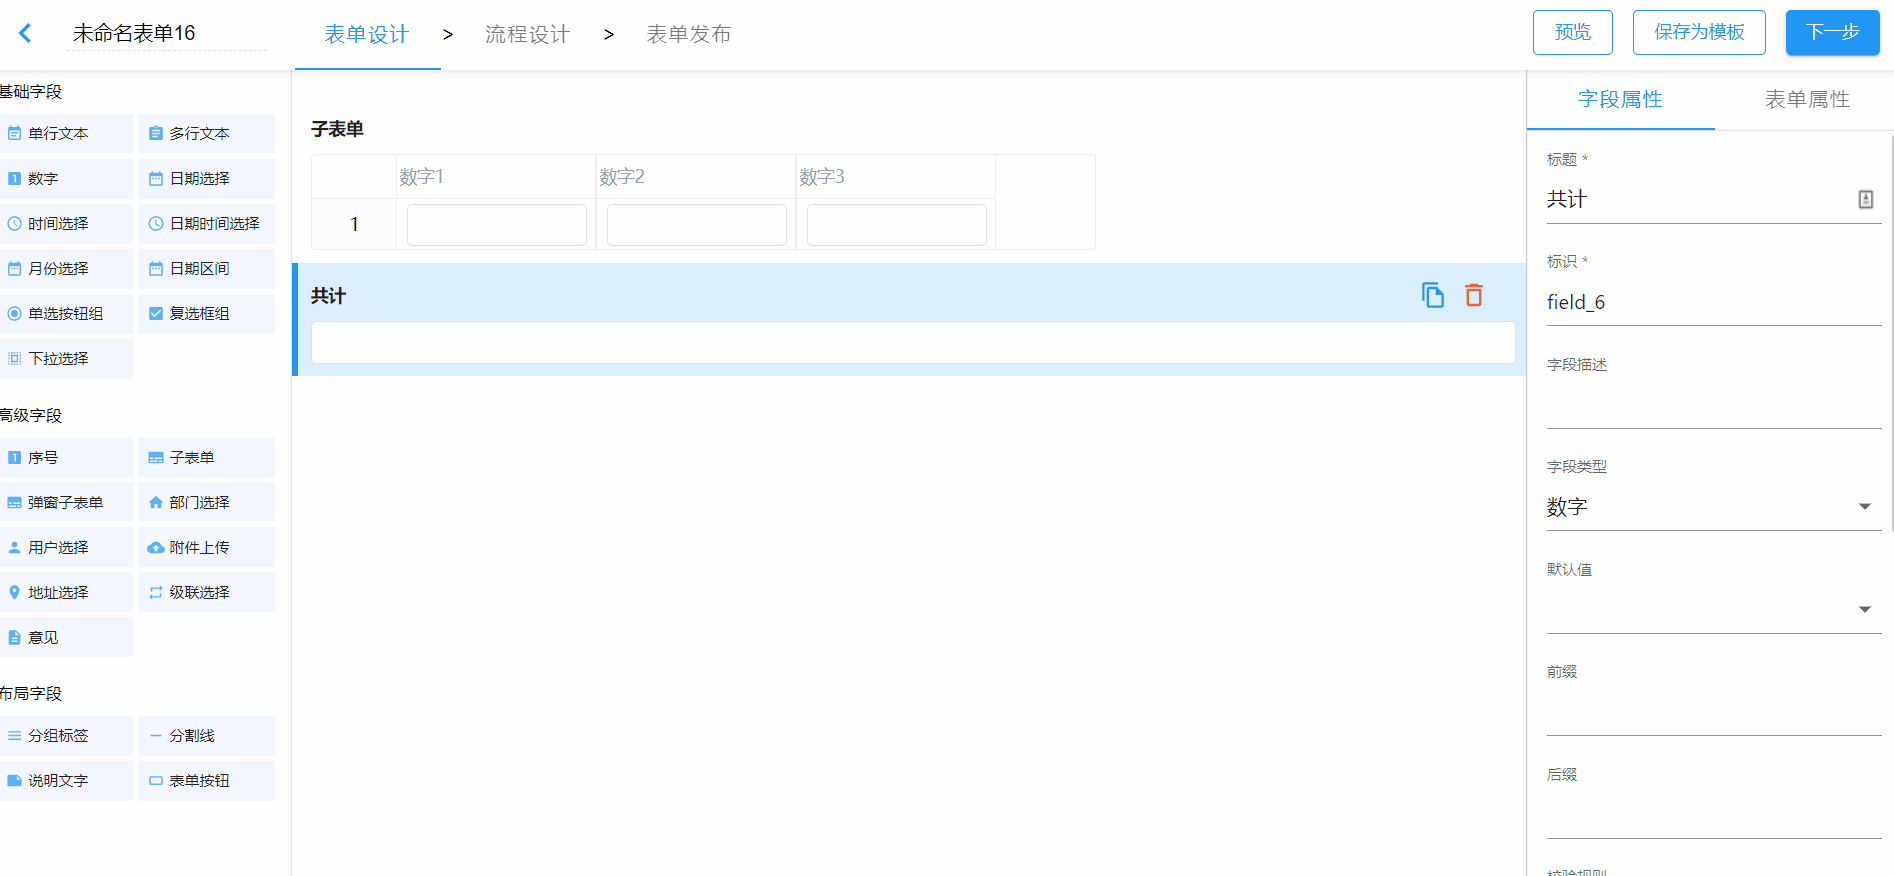 未命名表单16
表单设计 > 流程设计 > 表单发布
预览 保存为模板 下一步
基础字段
单行文本 多行文本
数字 日期选择
时间选择 日期时间选择
月份选择 日期区间
单选按钮组 复选框组
下拉选择
高级字段
序号 子表单
弹窗子表单 部门选择
用户选择 附件上传
地址选择 级联选择
意见
布局字段
分组标签 分割线
说明文字 表单按钮
子表单
数字1 数字2 数字3
1
共计
字段属性 表单属性
标题 *
共计
标识 *
field_6
字段描述
字段类型
数字
默认值
前缀
后缀
校验规则